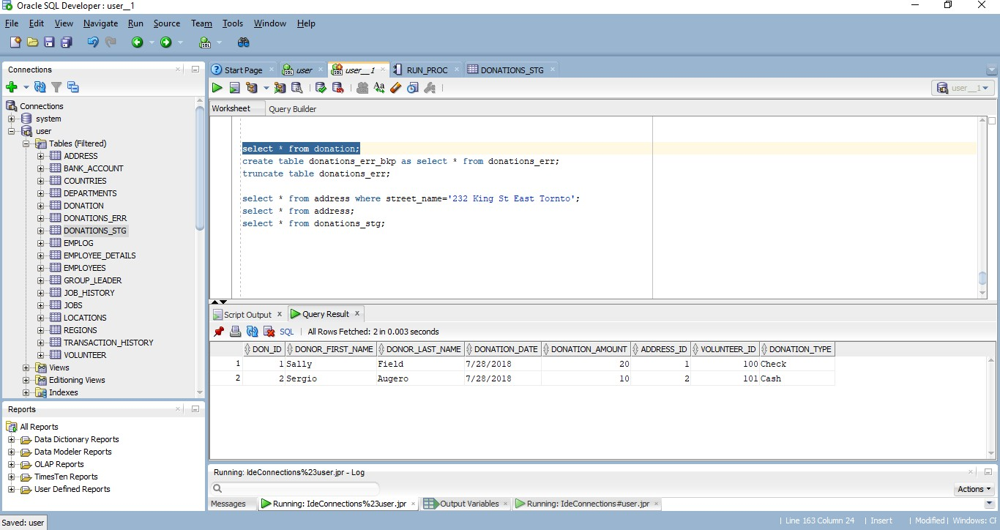 Oracle SQL Developer : user__1
File Edit View Navigate Run Source Team Tools Window Help
Connections
Connections
system
user
Tables (Filtered)
ADDRESS
BANK_ACCOUNT
COUNTRIES
DEPARTMENTS
DONATION
DONATIONS_ERR
DONATIONS_STG
EMPLOG
EMPLOYEE_DETAILS
EMPLOYEES
GROUP_LEADER
JOB_HISTORY
JOBS
LOCATIONS
REGIONS
TRANSACTION_HISTORY
VOLUNTEER
Views
Editioning Views
Indexes
Reports
All Reports
Data Dictionary Reports
Data Modeler Reports
OLAP Reports
TimesTen Reports
User Defined Reports
Start Page user user__1 RUN_PROC DONATIONS_STG
user__1
Worksheet Query Builder
select * from donation;
create table donations_err_bkp as select * from donations_err;
truncate table donations_err;
select * from address where street_name='232 King St East Tornto';
select * from address;
select * from donations_stg;
Script Output x Query Result x
SQL | All Rows Fetched: 2 in 0.003 seconds
DON_ID DONOR_FIRST_NAME DONOR_LAST_NAME DONATION_DATE DONATION_AMOUNT ADDRESS_ID VOLUNTEER_ID DONATION_TYPE
1 1 Sally Field 7/28/2018 20 1 100 Check
2 2 Sergio Augero 7/28/2018 10 2 101 Cash
Running: IdeConnections%23user.jpr - Log
Actions
Messages Running: IdeConnections%23user.jpr Output Variables Running: IdeConnections#user.jpr
Saved: user
| Line 163 Column 24 | Insert | Modified | Windows: CF